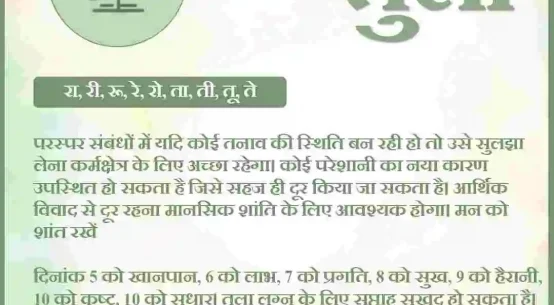 तुला
रा, री, रू, रे, रो, ता, ती, तू, ते
परस्पर संबंधों में यदि कोई तनाव की स्थिति बन रही हो तो उसे सुलझा
लेना कर्मक्षेत्र के लिए अच्छा रहेगा। कोई परेशानी का नया कारण
उपस्थित हो सकता है जिसे सहज ही दूर किया जा सकता है। आर्थिक
विवाद से दूर रहना मानसिक शांति के लिए आवश्यक होगा। मन को
शांत रखें
दिनांक 5 को खानपान, 6 को लाभ, 7 को प्रगति, 8 को सुख, 9 को हैरानी,
10 को कष्ट, 10 को सुधार। तुला लग्न के लिए सप्ताह सुखद हो सकता है।